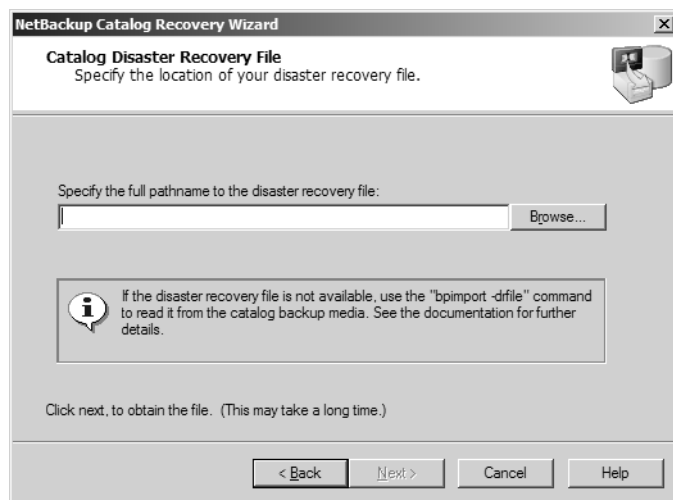 NetBackup Catalog Recovery Wizard
Catalog Disaster Recovery File
Specify the location of your disaster recovery file.
Specify the full pathname to the disaster recovery file:
Browse...
If the disaster recovery file is not available, use the "bpimport -drfile" command
to read it from the catalog backup media. See the documentation for further
details.
Click next, to obtain the file. (This may take a long time.)
< Back Next > Cancel Help